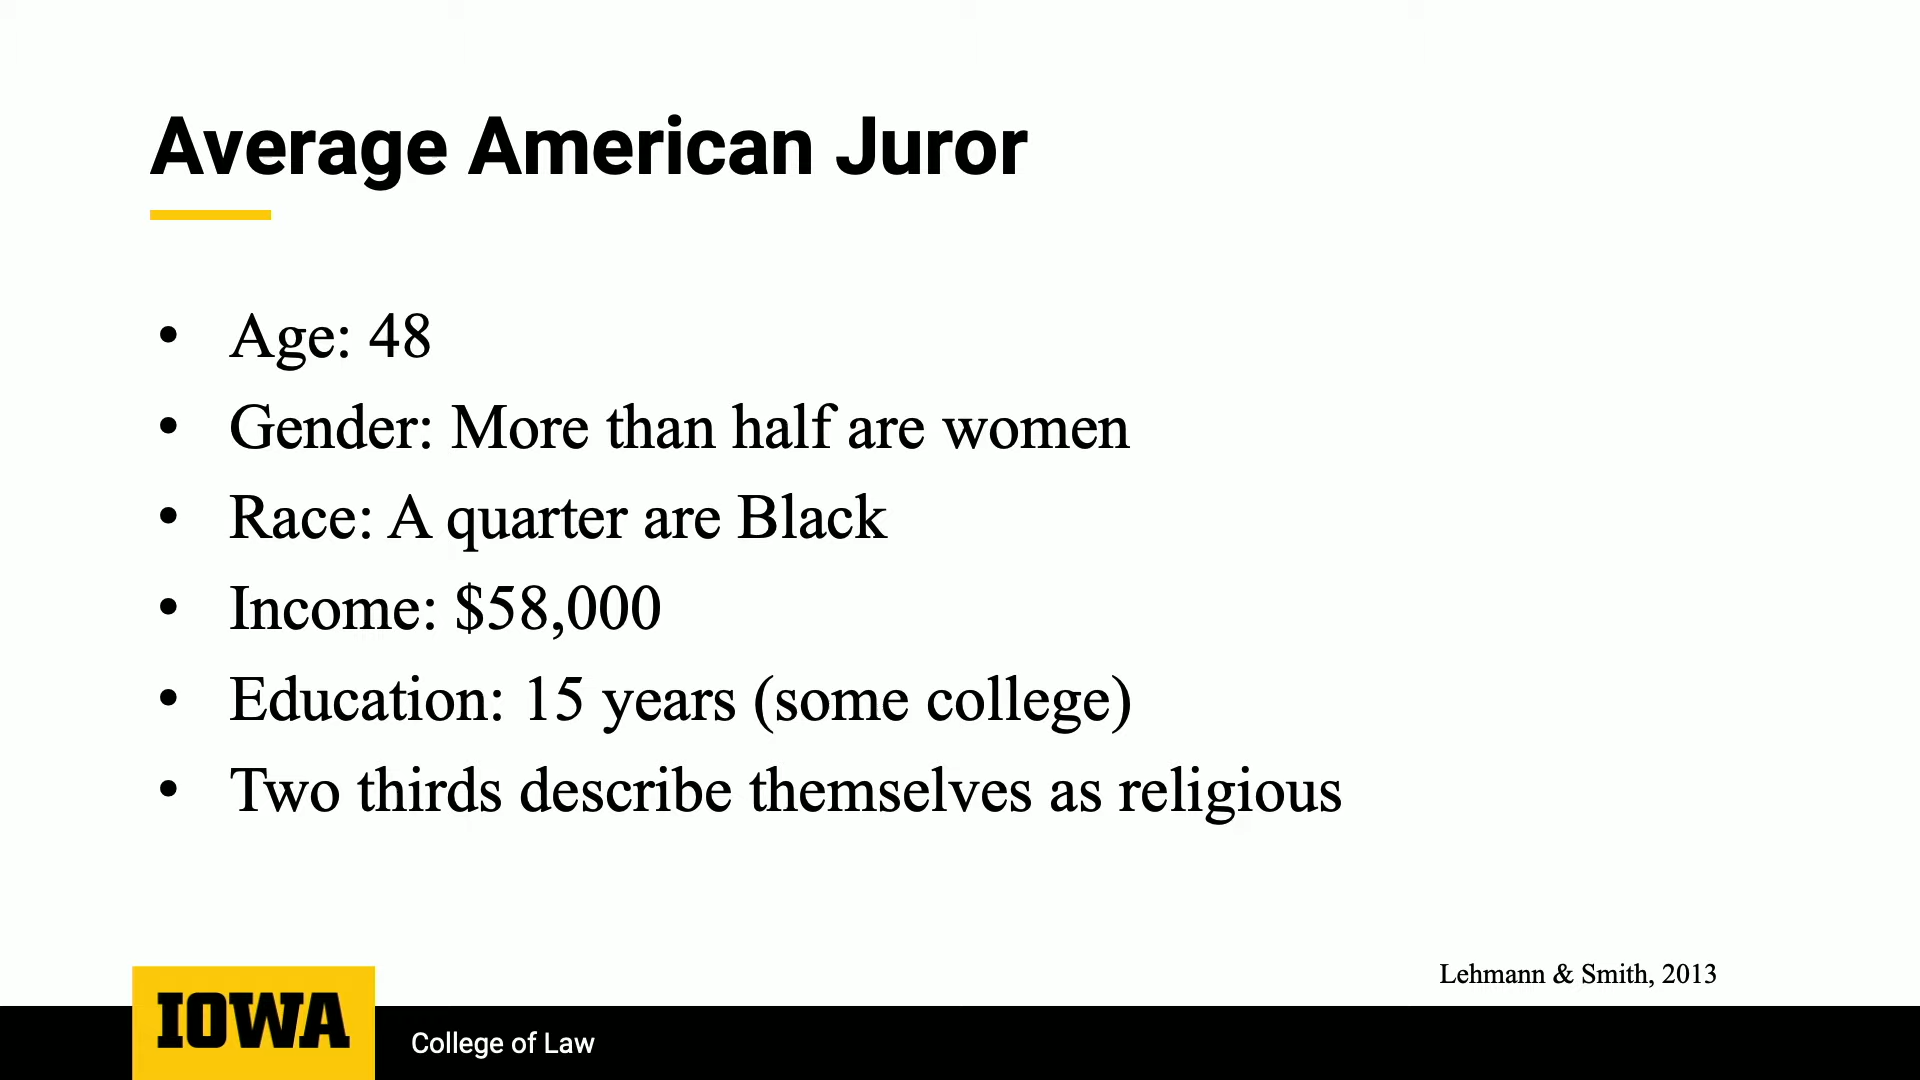 Average American Juror
• Age: 48
• Gender: More than half are women
• Race: A quarter are Black
• Income: $58,000
• Education: 15 years (some college)
• Two thirds describe themselves as religious
Lehmann & Smith, 2013
IOWA
College of Law